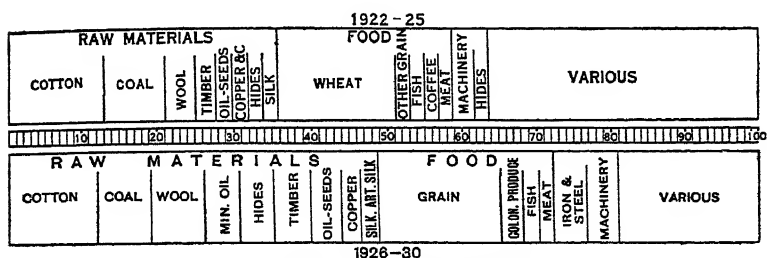 1922-25
RAW MATERIALS FOOD
COTTON COAL WOOL TIMBER OIL-SEEDS COPPER &C HIDES SILK WHEAT OTHER GRAIN FISH COFFEE MEAT MACHINERY HIDES VARIOUS
10 20 30 40 50 60 70 80 90 100
RAW MATERIALS FOOD
COTTON COAL WOOL MIN. OIL HIDES TIMBER OIL-SEEDS COPPER SILK. ART. SILK GRAIN COLON. PRODUCE FISH MEAT IRON & STEEL MACHINERY VARIOUS
1926-30